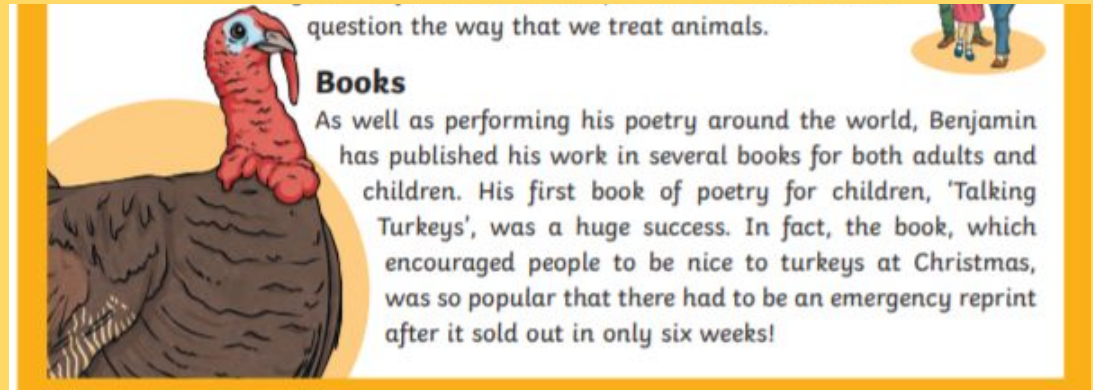 question the way that we treat animals.
Books
As well as performing his poetry around the world, Benjamin
has published his work in several books for both adults and
children. His first book of poetry for children, 'Talking
Turkeys', was a huge success. In fact, the book, which
encouraged people to be nice to turkeys at Christmas,
was so popular that there had to be an emergency reprint
after it sold out in only six weeks!